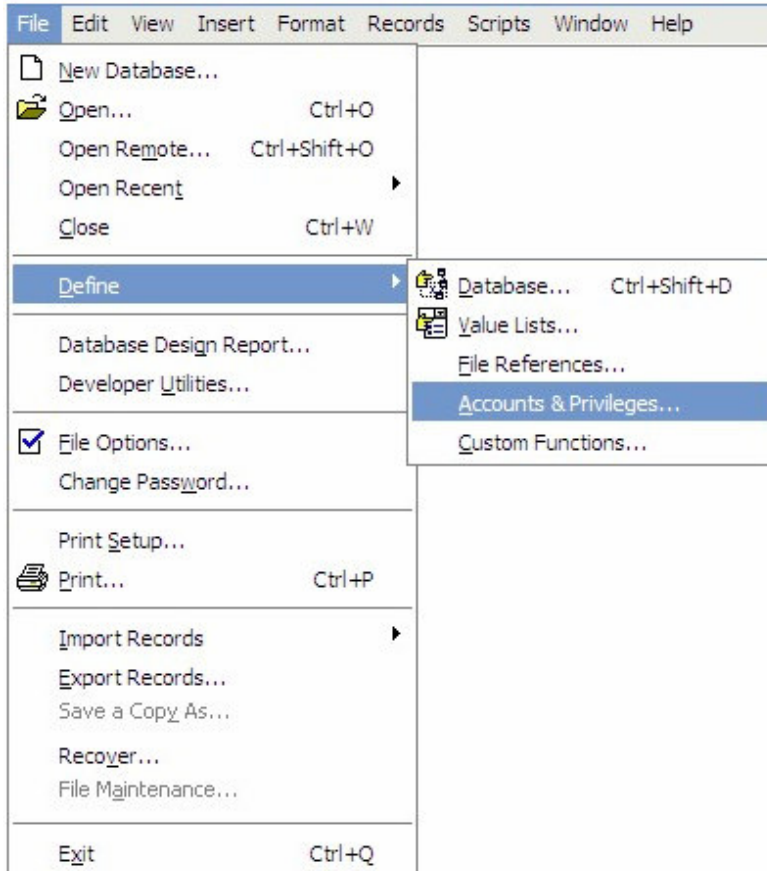 File Edit View Insert Format Records Scripts Window Help
New Database...
Open... Ctrl+O
Open Remote... Ctrl+Shift+O
Open Recent
Close Ctrl+W
Define
Database... Ctrl+Shift+D
Value Lists...
File References...
Accounts & Privileges...
Custom Functions...
Database Design Report...
Developer Utilities...
File Options...
Change Password...
Print Setup...
Print... Ctrl+P
Import Records
Export Records...
Save a Copy As...
Recover...
File Maintenance...
Exit Ctrl+Q